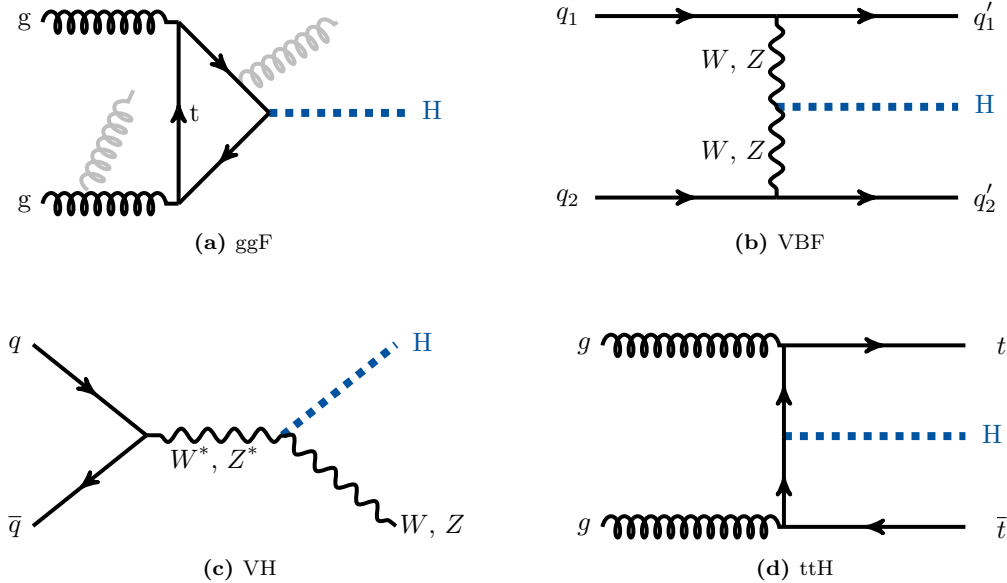 g
t
H
g
(a) ggF
q₁
q₁′
W, Z
H
W, Z
q₂
q₂′
(b) VBF
q
H
W*, Z*
q̅
W, Z
(c) VH
g
t
H
g
t̅
(d) ttH